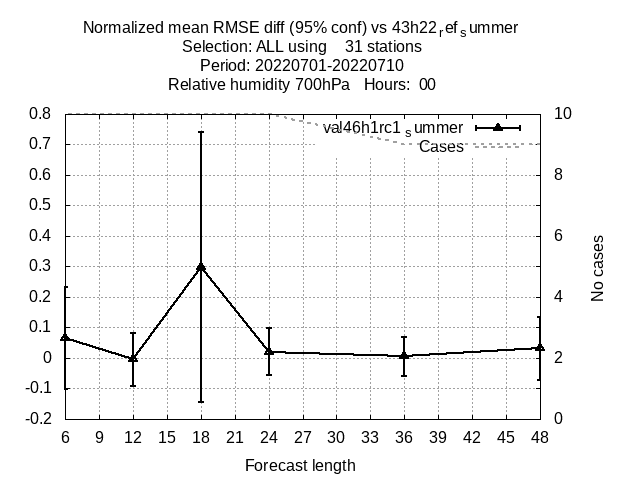 Normalized mean RMSE diff (95% conf) vs 43h22ref summer
Selection: ALL using 31 stations
Period: 20220701-20220710
Relative humidity 700hPa Hours: 00
val46h1rc1summer
Cases
0.8
0.7
0.6
0.5
0.4
0.3
0.2
0.1
0
-0.1
-0.2
10
8
6
4
2
0
No cases
6 9 12 15 18 21 24 27 30 33 36 39 42 45 48
Forecast length